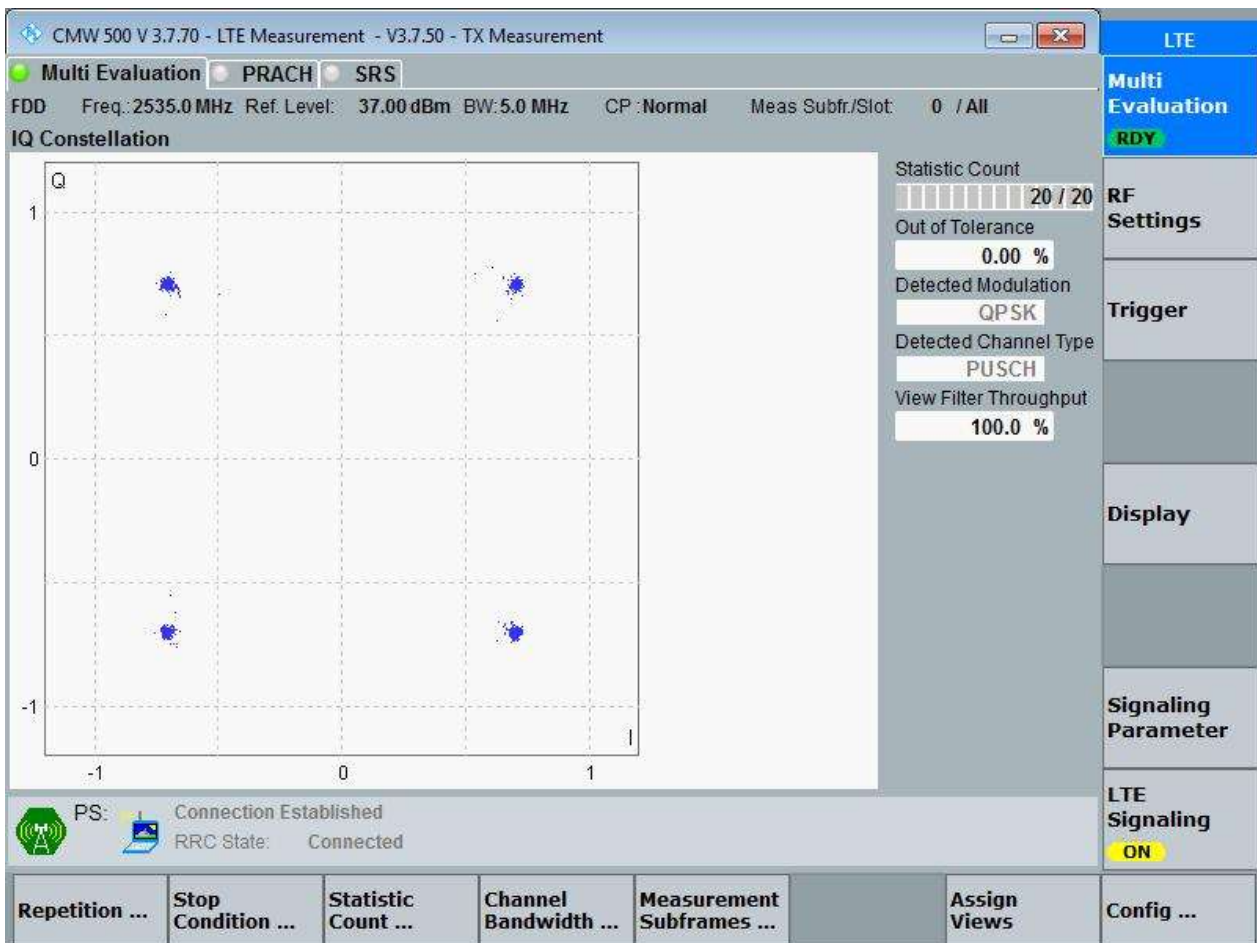 CMW 500 V 3.7.70 - LTE Measurement - V3.7.50 - TX Measurement
LTE
Multi Evaluation PRACH SRS
FDD Freq.: 2535.0 MHz Ref. Level: 37.00 dBm BW: 5.0 MHz CP : Normal Meas Subfr./Slot: 0 / All
IQ Constellation
Q
1
0
-1
I
-1 0 1
Statistic Count
20 / 20
Out of Tolerance
0.00 %
Detected Modulation
QPSK
Detected Channel Type
PUSCH
View Filter Throughput
100.0 %
Multi
Evaluation
RDY
RF
Settings
Trigger
Display
Signaling
Parameter
LTE
Signaling
ON
PS: Connection Established
RRC State: Connected
Repetition ...
Stop
Condition ...
Statistic
Count ...
Channel
Bandwidth ...
Measurement
Subframes ...
Assign
Views
Config ...